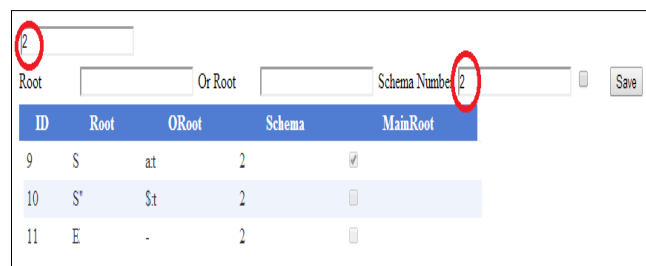 2
Root Or Root Schema Number 2 Save
ID Root ORoot Schema MainRoot
9 S a:t 2
10 S" S:t 2
11 E - 2